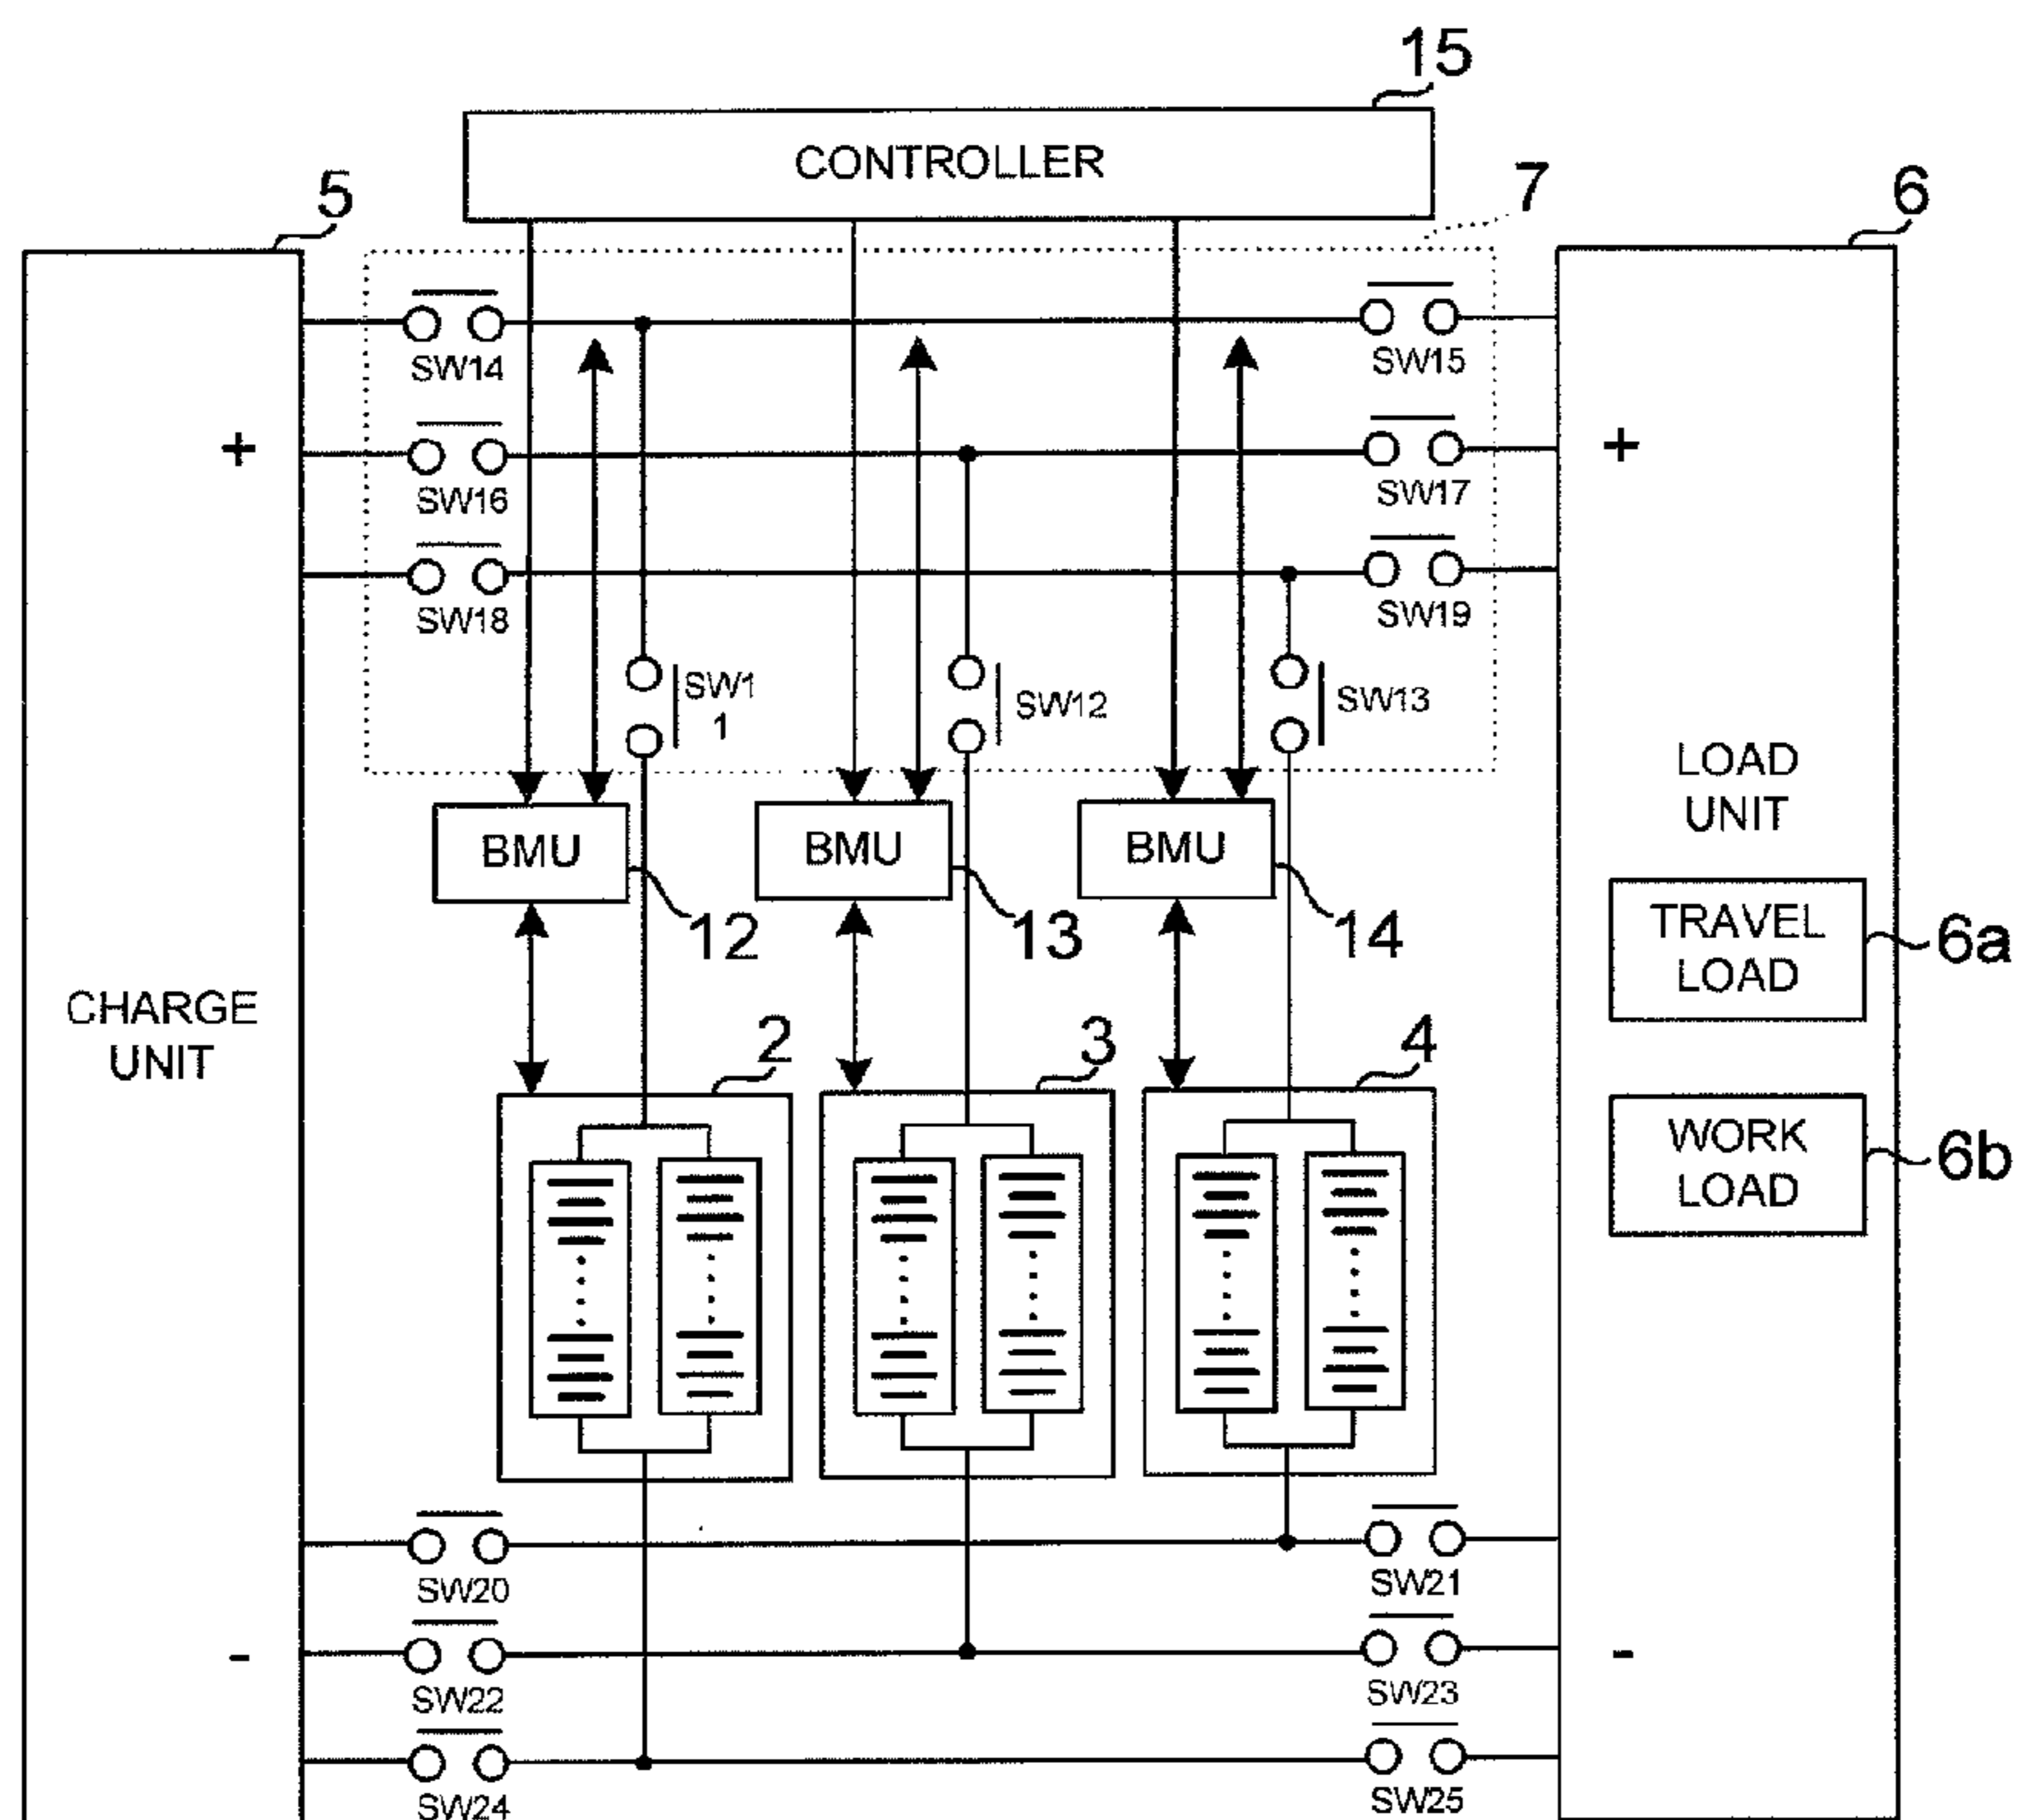 15
CONTROLLER
7
5
6
SW14
SW15
+
+
SW16
SW17
SW18
SW19
SW1
1
SW12
SW13
LOAD
UNIT
BMU
BMU
BMU
12
13
14
TRAVEL
LOAD
6a
CHARGE
UNIT
2
3
4
WORK
LOAD
6b
SW20
SW21
-
-
SW22
SW23
SW24
SW25